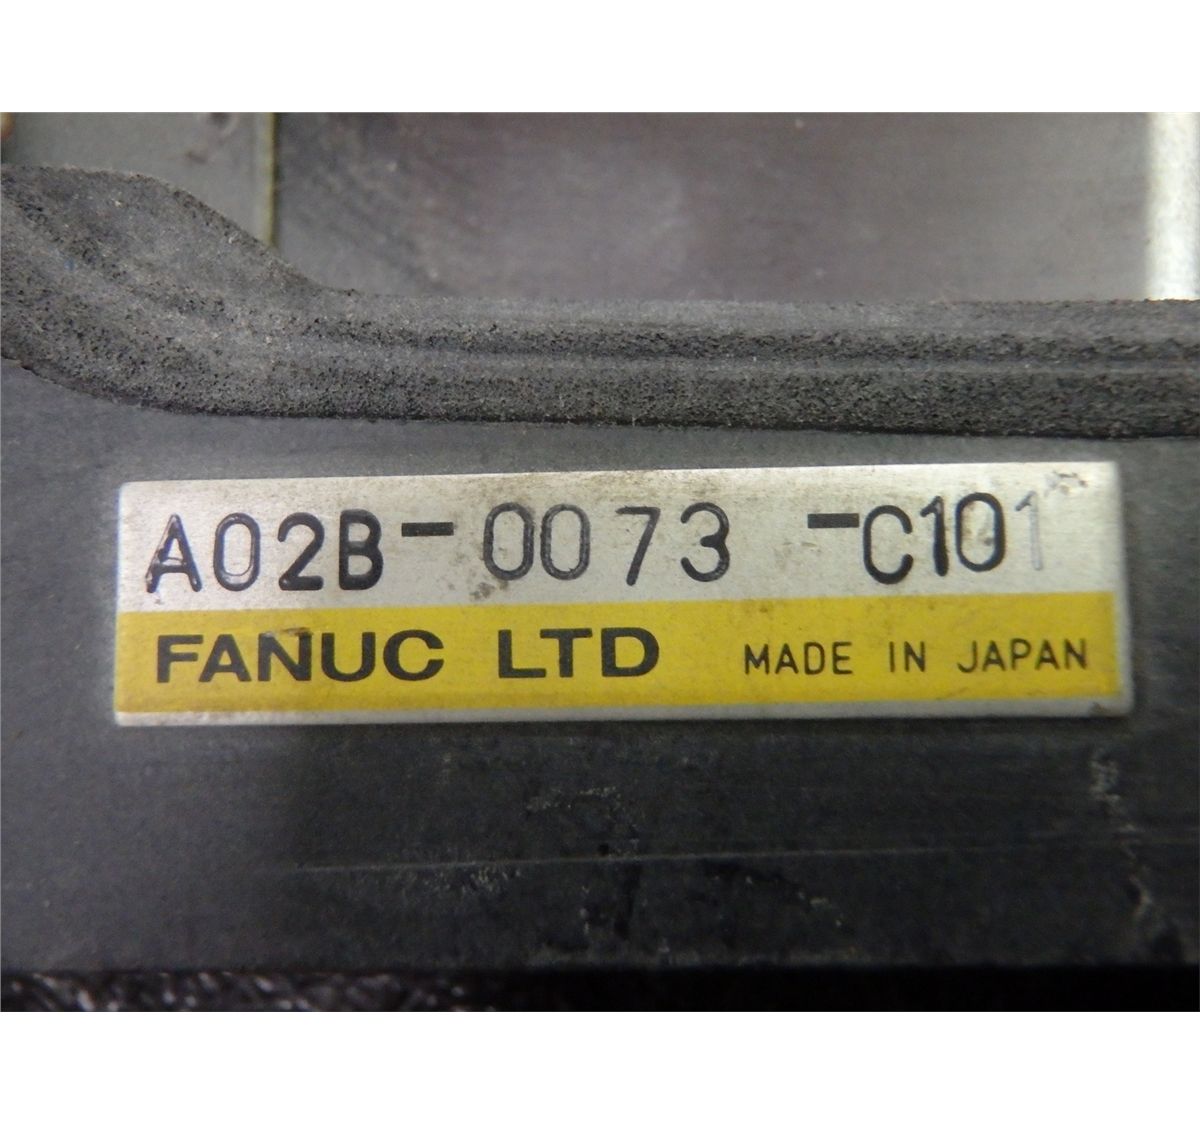 A02B-0073-C101
FANUC LTD MADE IN JAPAN